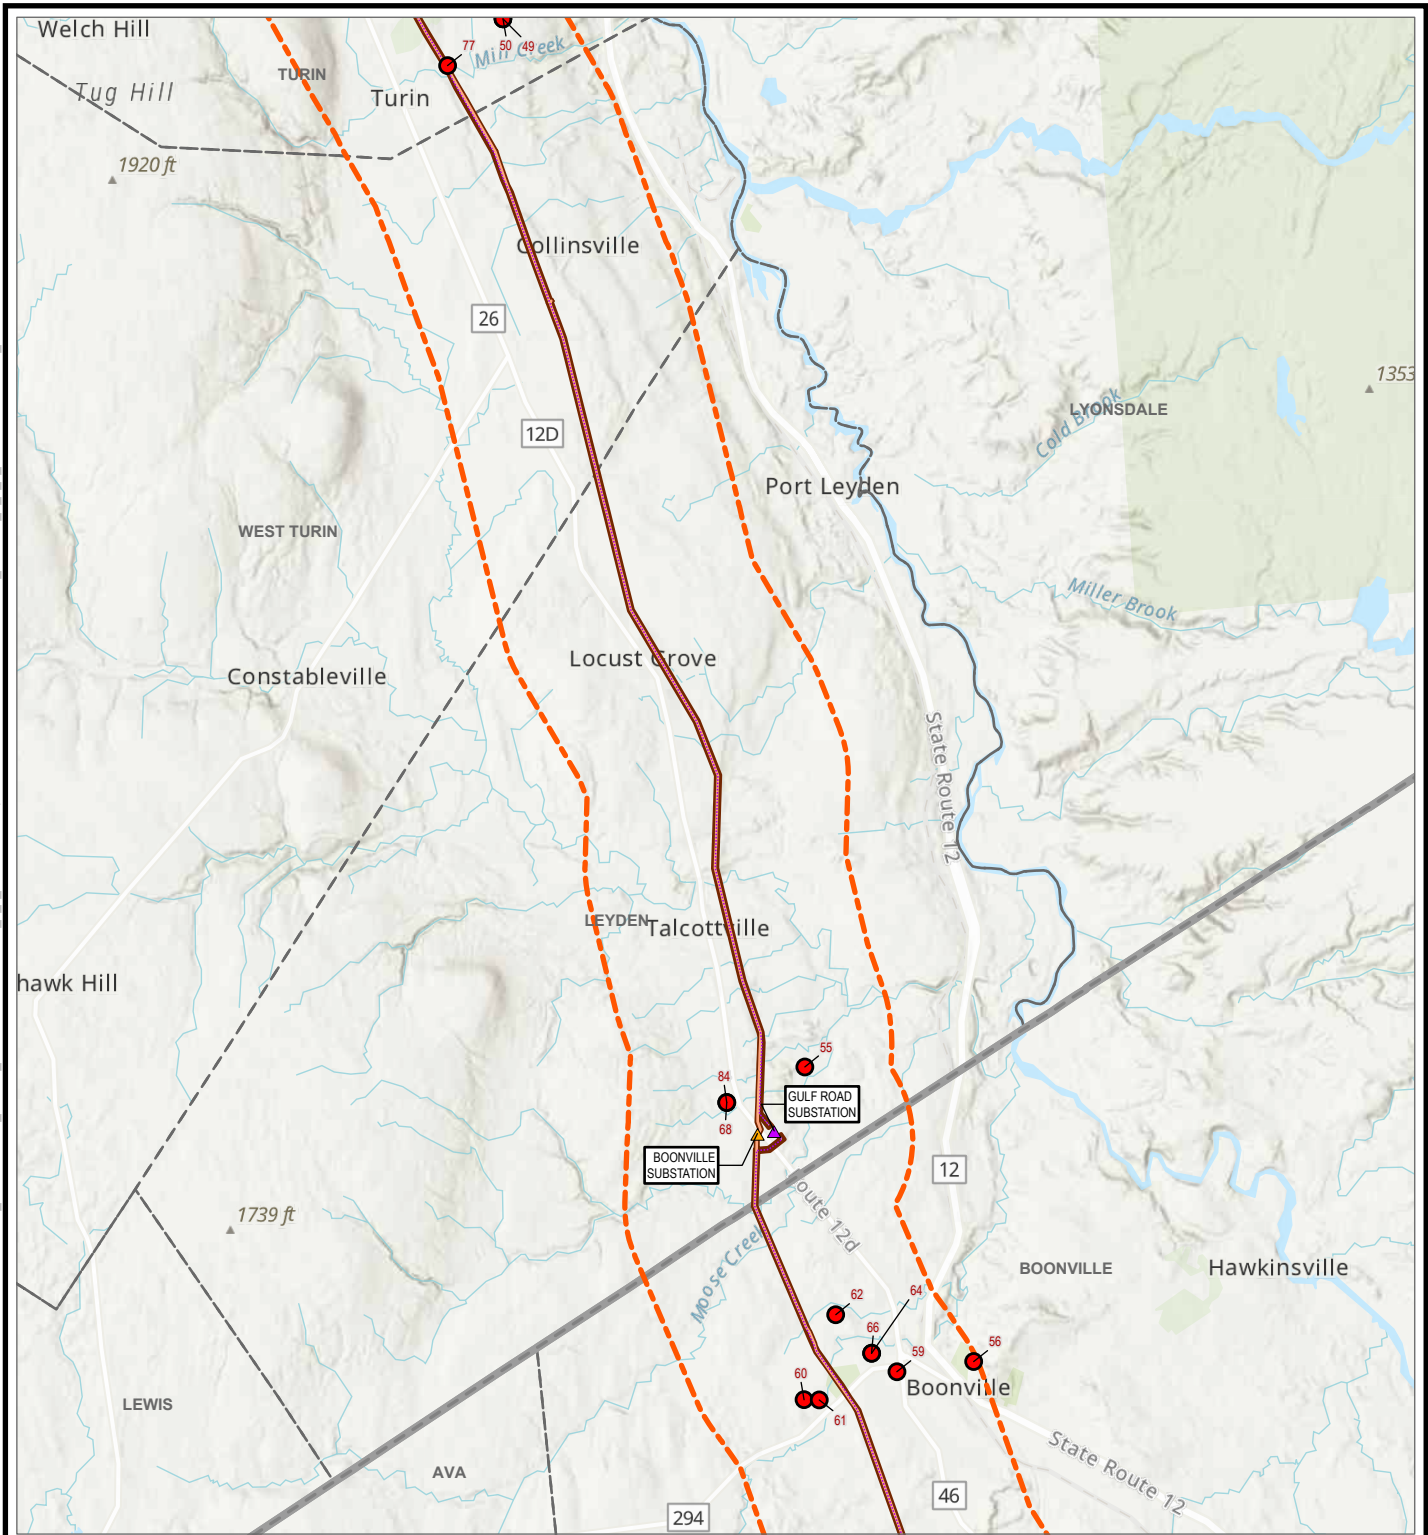 Welch Hill
77
50
49
Mill Creek
TURIN
Tug Hill
Turin
1920 ft
Collinsville
26
1353
LYONSDALE
Cold Brook
12D
Port Leyden
WEST TURIN
Miller Brook
Locust Grove
Constableville
State Route 12
LEYDEN
Talcottville
hawk Hill
55
84
GULF ROAD
SUBSTATION
68
BOONVILLE
SUBSTATION
12
oute 12d
1739 ft
Moose Creek
BOONVILLE
Hawkinsville
64
62
66
56
59
60
Boonville
LEWIS
61
State Route 12
AVA
46
294